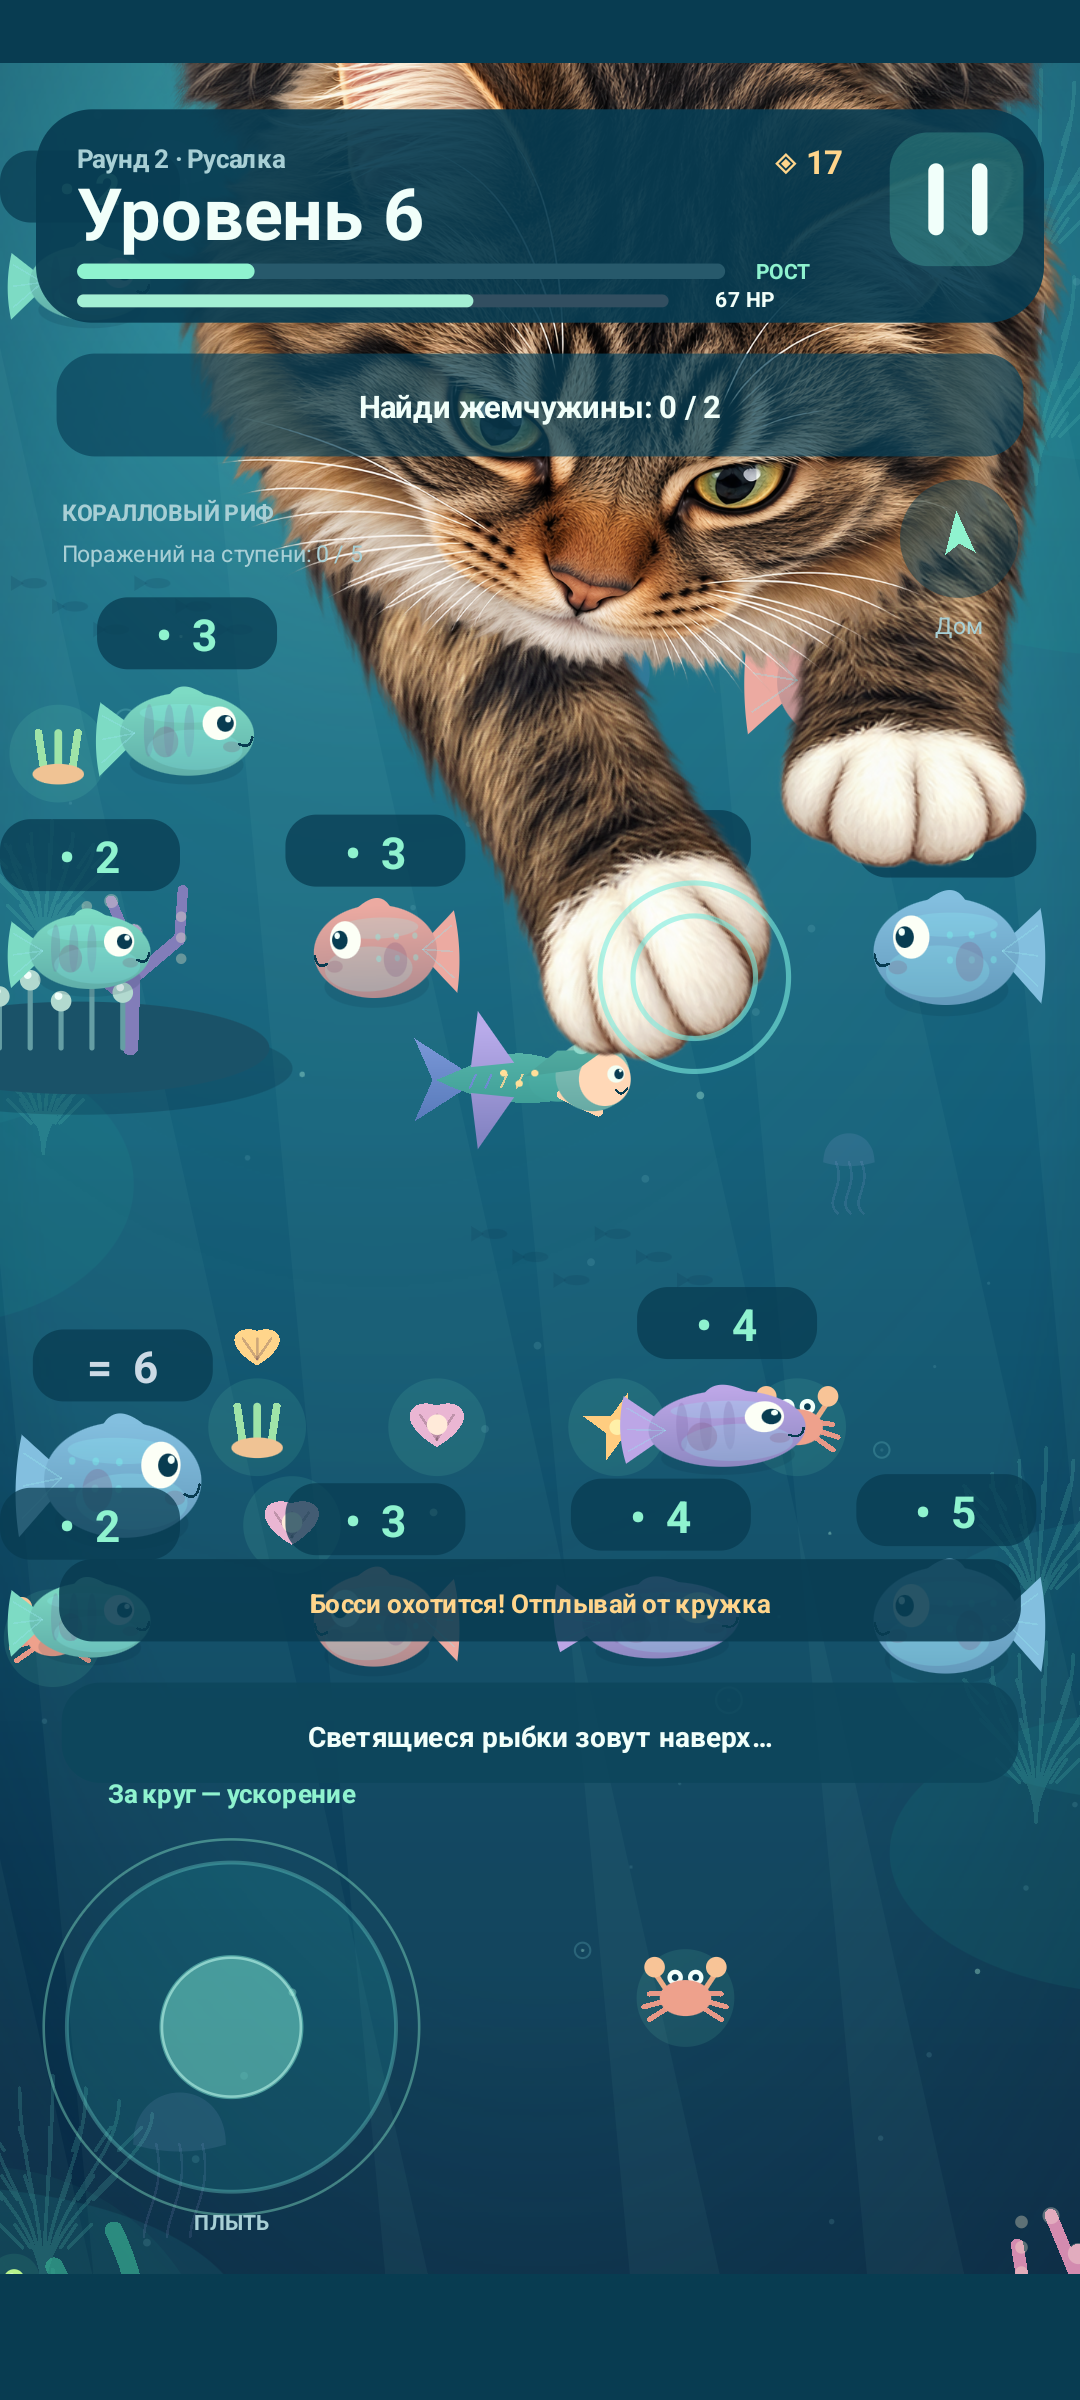 Раунд 2 · Русалка
17
Уровень 6
РОСТ
67 HP
Найди жемчужины: 0 / 2
КОРАЛЛОВЫЙ РИФ
Поражений на ступени: 0 / 5
Дом
• 3
• 2
• 3
• 4
= 6
• 2
• 3
• 4
• 5
Босси охотится! Отплывай от кружка
Светящиеся рыбки зовут наверх...
За круг — ускорение
ПЛЫТЬ